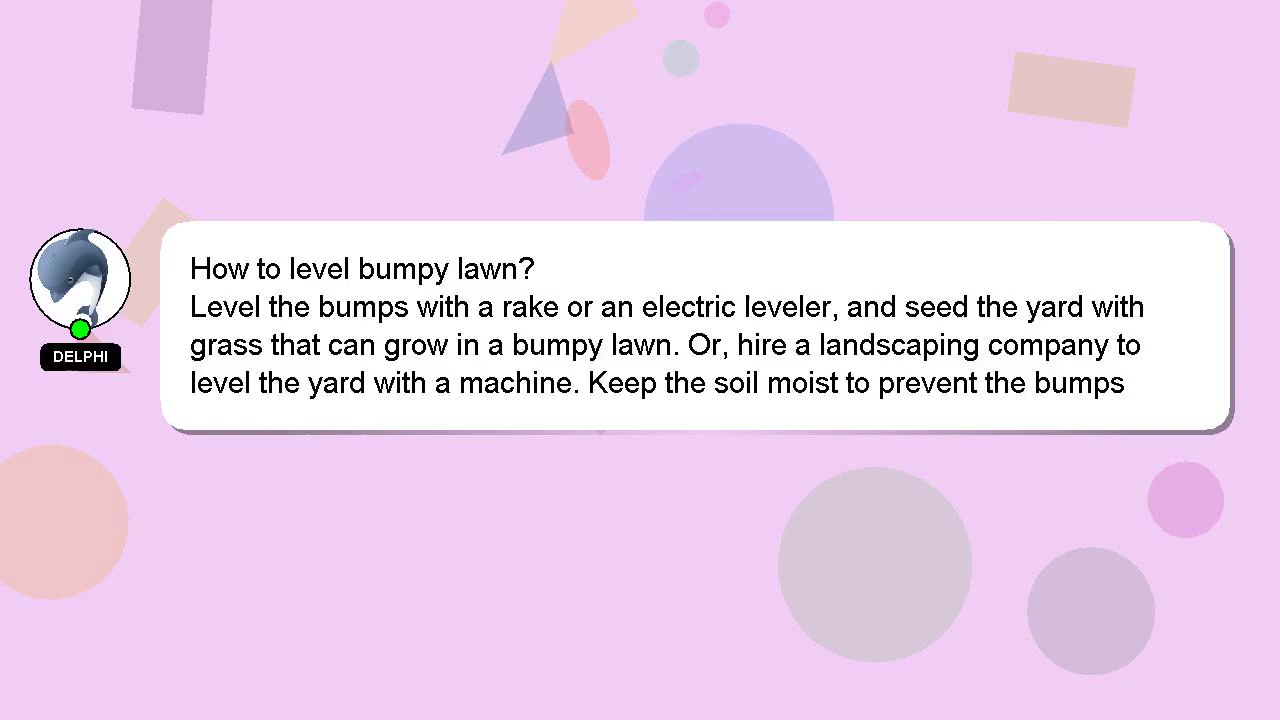 How to level bumpy lawn?
Level the bumps with a rake or an electric leveler, and seed the yard with
grass that can grow in a bumpy lawn. Or, hire a landscaping company to
level the yard with a machine. Keep the soil moist to prevent the bumps
DELPHI